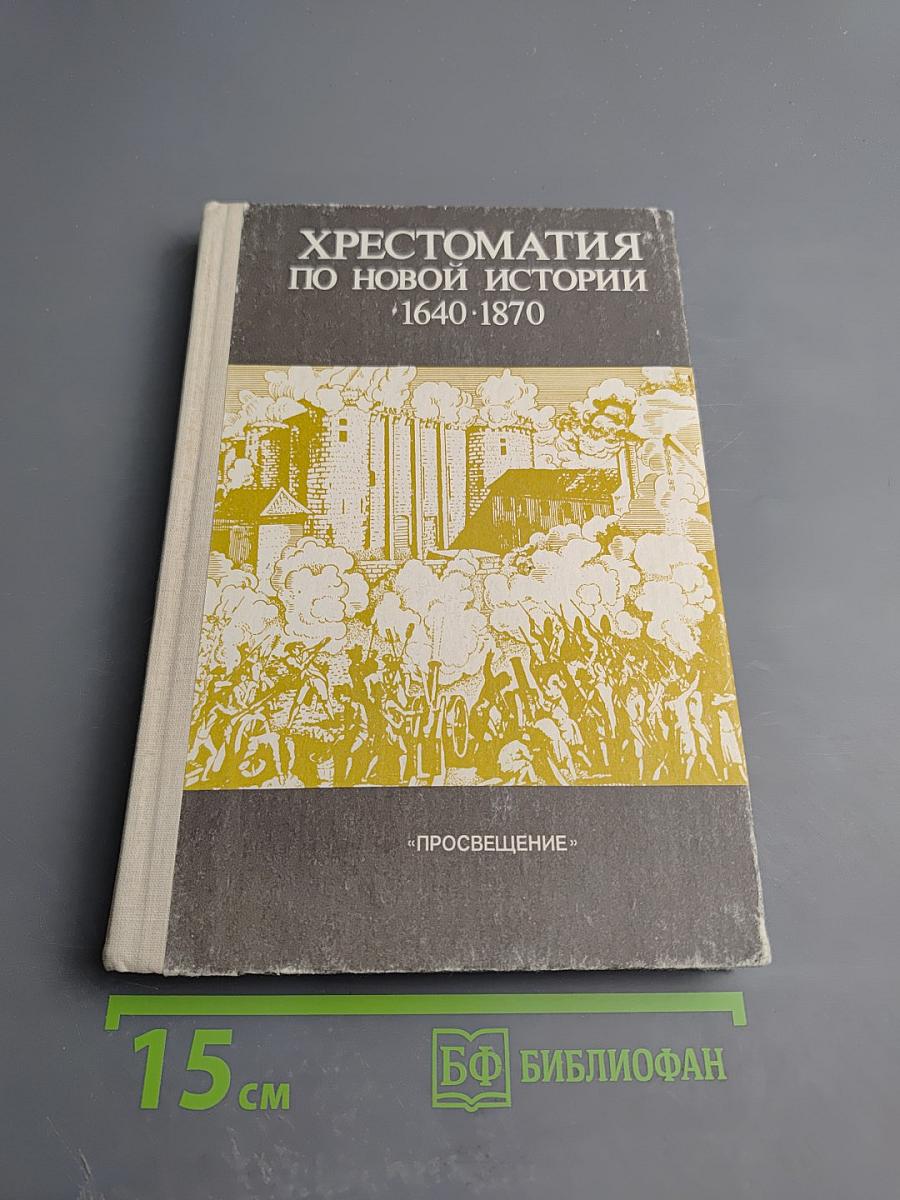 ХРЕСТОМАТИЯ
ПО НОВОЙ ИСТОРИИ
1640·1870
«ПРОСВЕЩЕНИЕ»
15 см
БФ БИБЛИОФАН